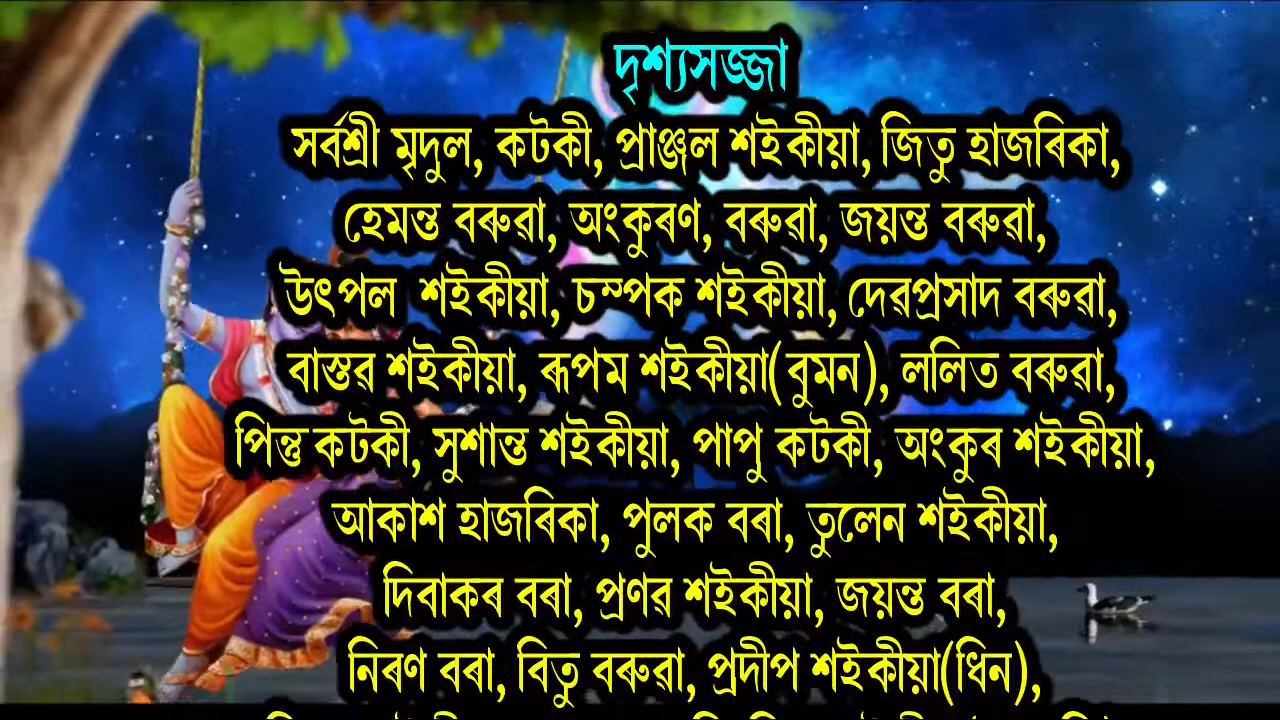 দৃশ্যসজ্জা
সৰ্বশ্ৰী মৃদুল, কটকী, প্ৰাঞ্জল শইকীয়া, জিতু হাজৰিকা,
হেমন্ত বৰুৱা, অংকুৰণ, বৰুৱা, জয়ন্ত বৰুৱা,
উৎপল শইকীয়া, চম্পক শইকীয়া, দেৱপ্ৰসাদ বৰুৱা,
বাস্তৱ শইকীয়া, ৰূপম শইকীয়া(বুমন), ললিত বৰুৱা,
পিন্তু কটকী, সুশান্ত শইকীয়া, পাপু কটকী, অংকুৰ শইকীয়া,
আকাশ হাজৰিকা, পুলক বৰা, তুলেন শইকীয়া,
দিবাকৰ বৰা, প্ৰণৱ শইকীয়া, জয়ন্ত বৰা,
নিৰণ বৰা, বিতু বৰুৱা, প্ৰদীপ শইকীয়া(ধিন),